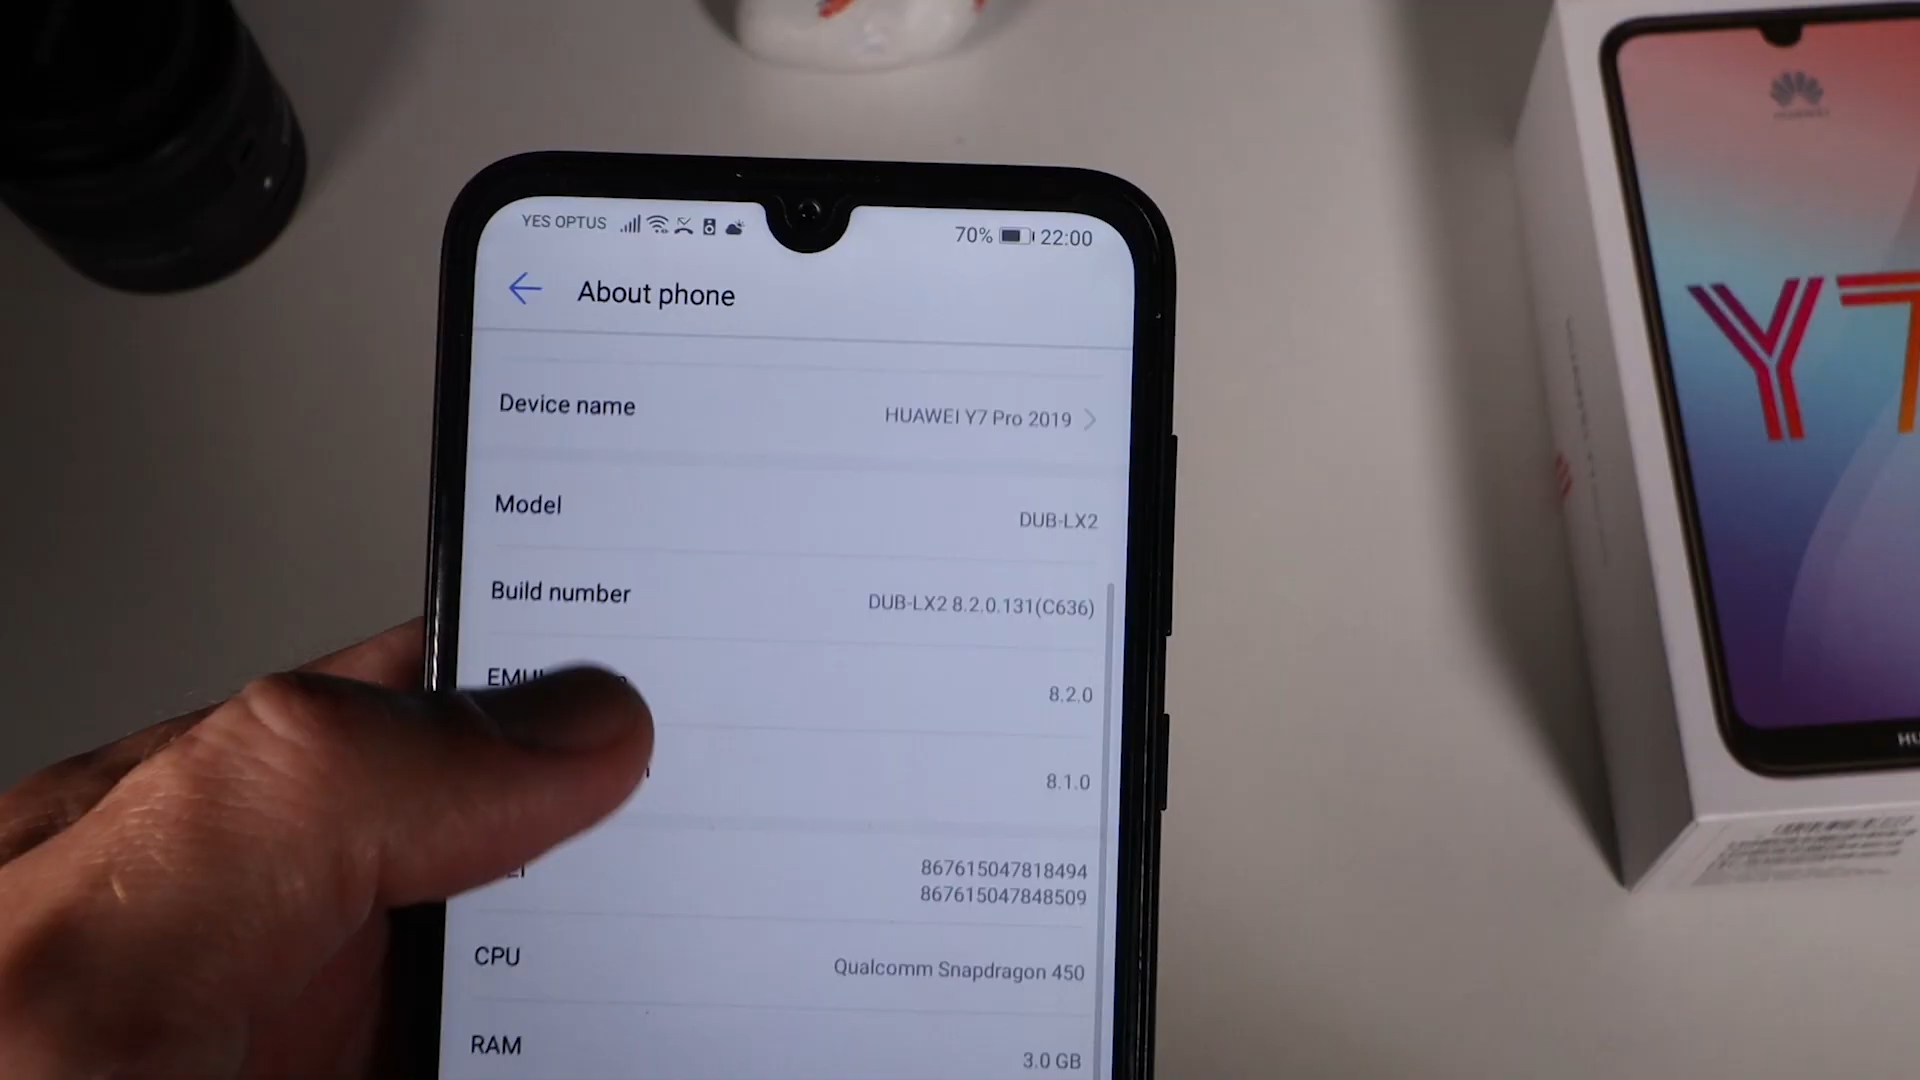 YES OPTUS
70% 22:00
About phone
Device name
HUAWEI Y7 Pro 2019
Model
DUB-LX2
Build number
DUB-LX2 8.2.0.131(C636)
8.2.0
8.1.0
867615047818494
867615047848509
CPU
Qualcomm Snapdragon 450
RAM
3.0 GB
Y7